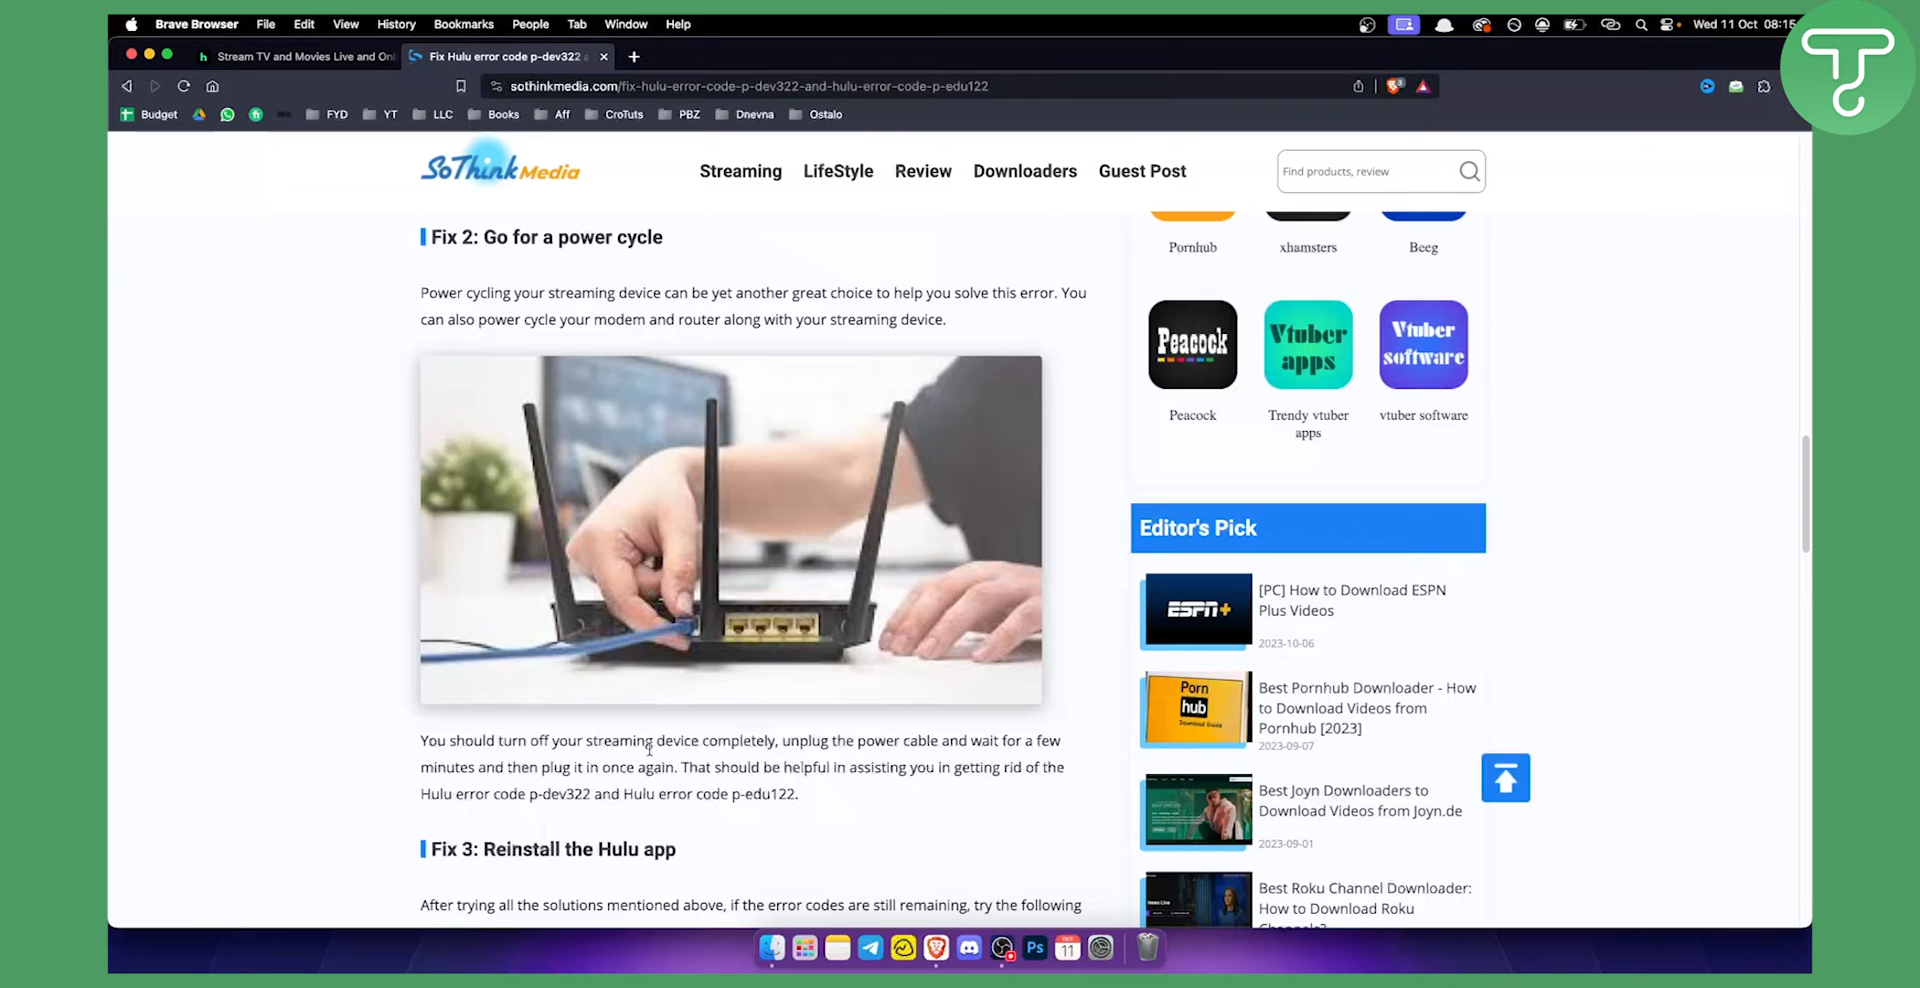 Brave Browser File Edit View History Bookmarks People Tab Window Help Wed 11 Oct 08:15
Stream TV and Movies Live and Onl Fix Hulu error code p-dev322
sothinkmedia.com/fix-hulu-error-code-p-dev322-and-hulu-error-code-p-edu122
Budget FYD YT LLC Books Aff CroTuts PBZ Dnevna Ostalo
SoThink Media Streaming LifeStyle Review Downloaders Guest Post Find products, review
Fix 2: Go for a power cycle
Power cycling your streaming device can be yet another great choice to help you solve this error. You
can also power cycle your modem and router along with your streaming device.
You should turn off your streaming device completely, unplug the power cable and wait for a few
minutes and then plug it in once again. That should be helpful in assisting you in getting rid of the
Hulu error code p-dev322 and Hulu error code p-edu122.
Fix 3: Reinstall the Hulu app
After trying all the solutions mentioned above, if the error codes are still remaining, try the following
Pornhub xhamsters Beeg
Peacock Vtuber Vtuber
apps software
Peacock Trendy vtuber vtuber software
apps
Editor's Pick
ESPN+
[PC] How to Download ESPN
Plus Videos
2023-10-06
Porn
hub
Download Guide
Best Pornhub Downloader - How
to Download Videos from
Pornhub [2023]
2023-09-07
Best Joyn Downloaders to
Download Videos from Joyn.de
2023-09-01
News Live
Best Roku Channel Downloader:
How to Download Roku
Channels?
Ps
OCT
11